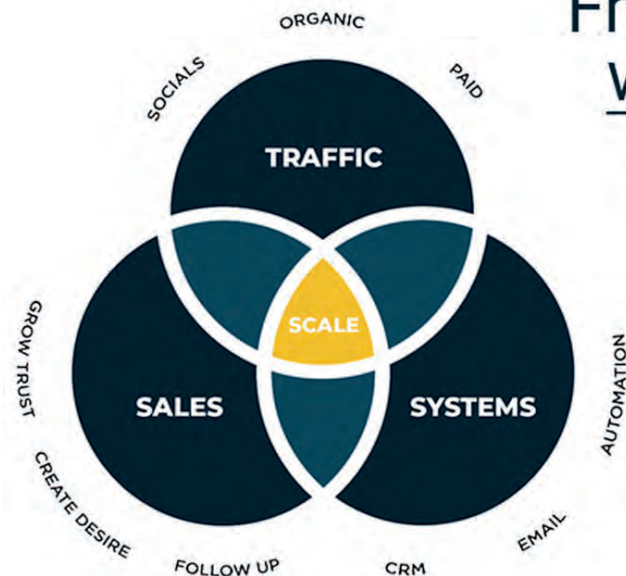 ORGANIC
SOCIALS
PAID
TRAFFIC
SCALE
GROW TRUST
SALES
SYSTEMS
AUTOMATION
CREATE DESIRE
EMAIL
FOLLOW UP
CRM